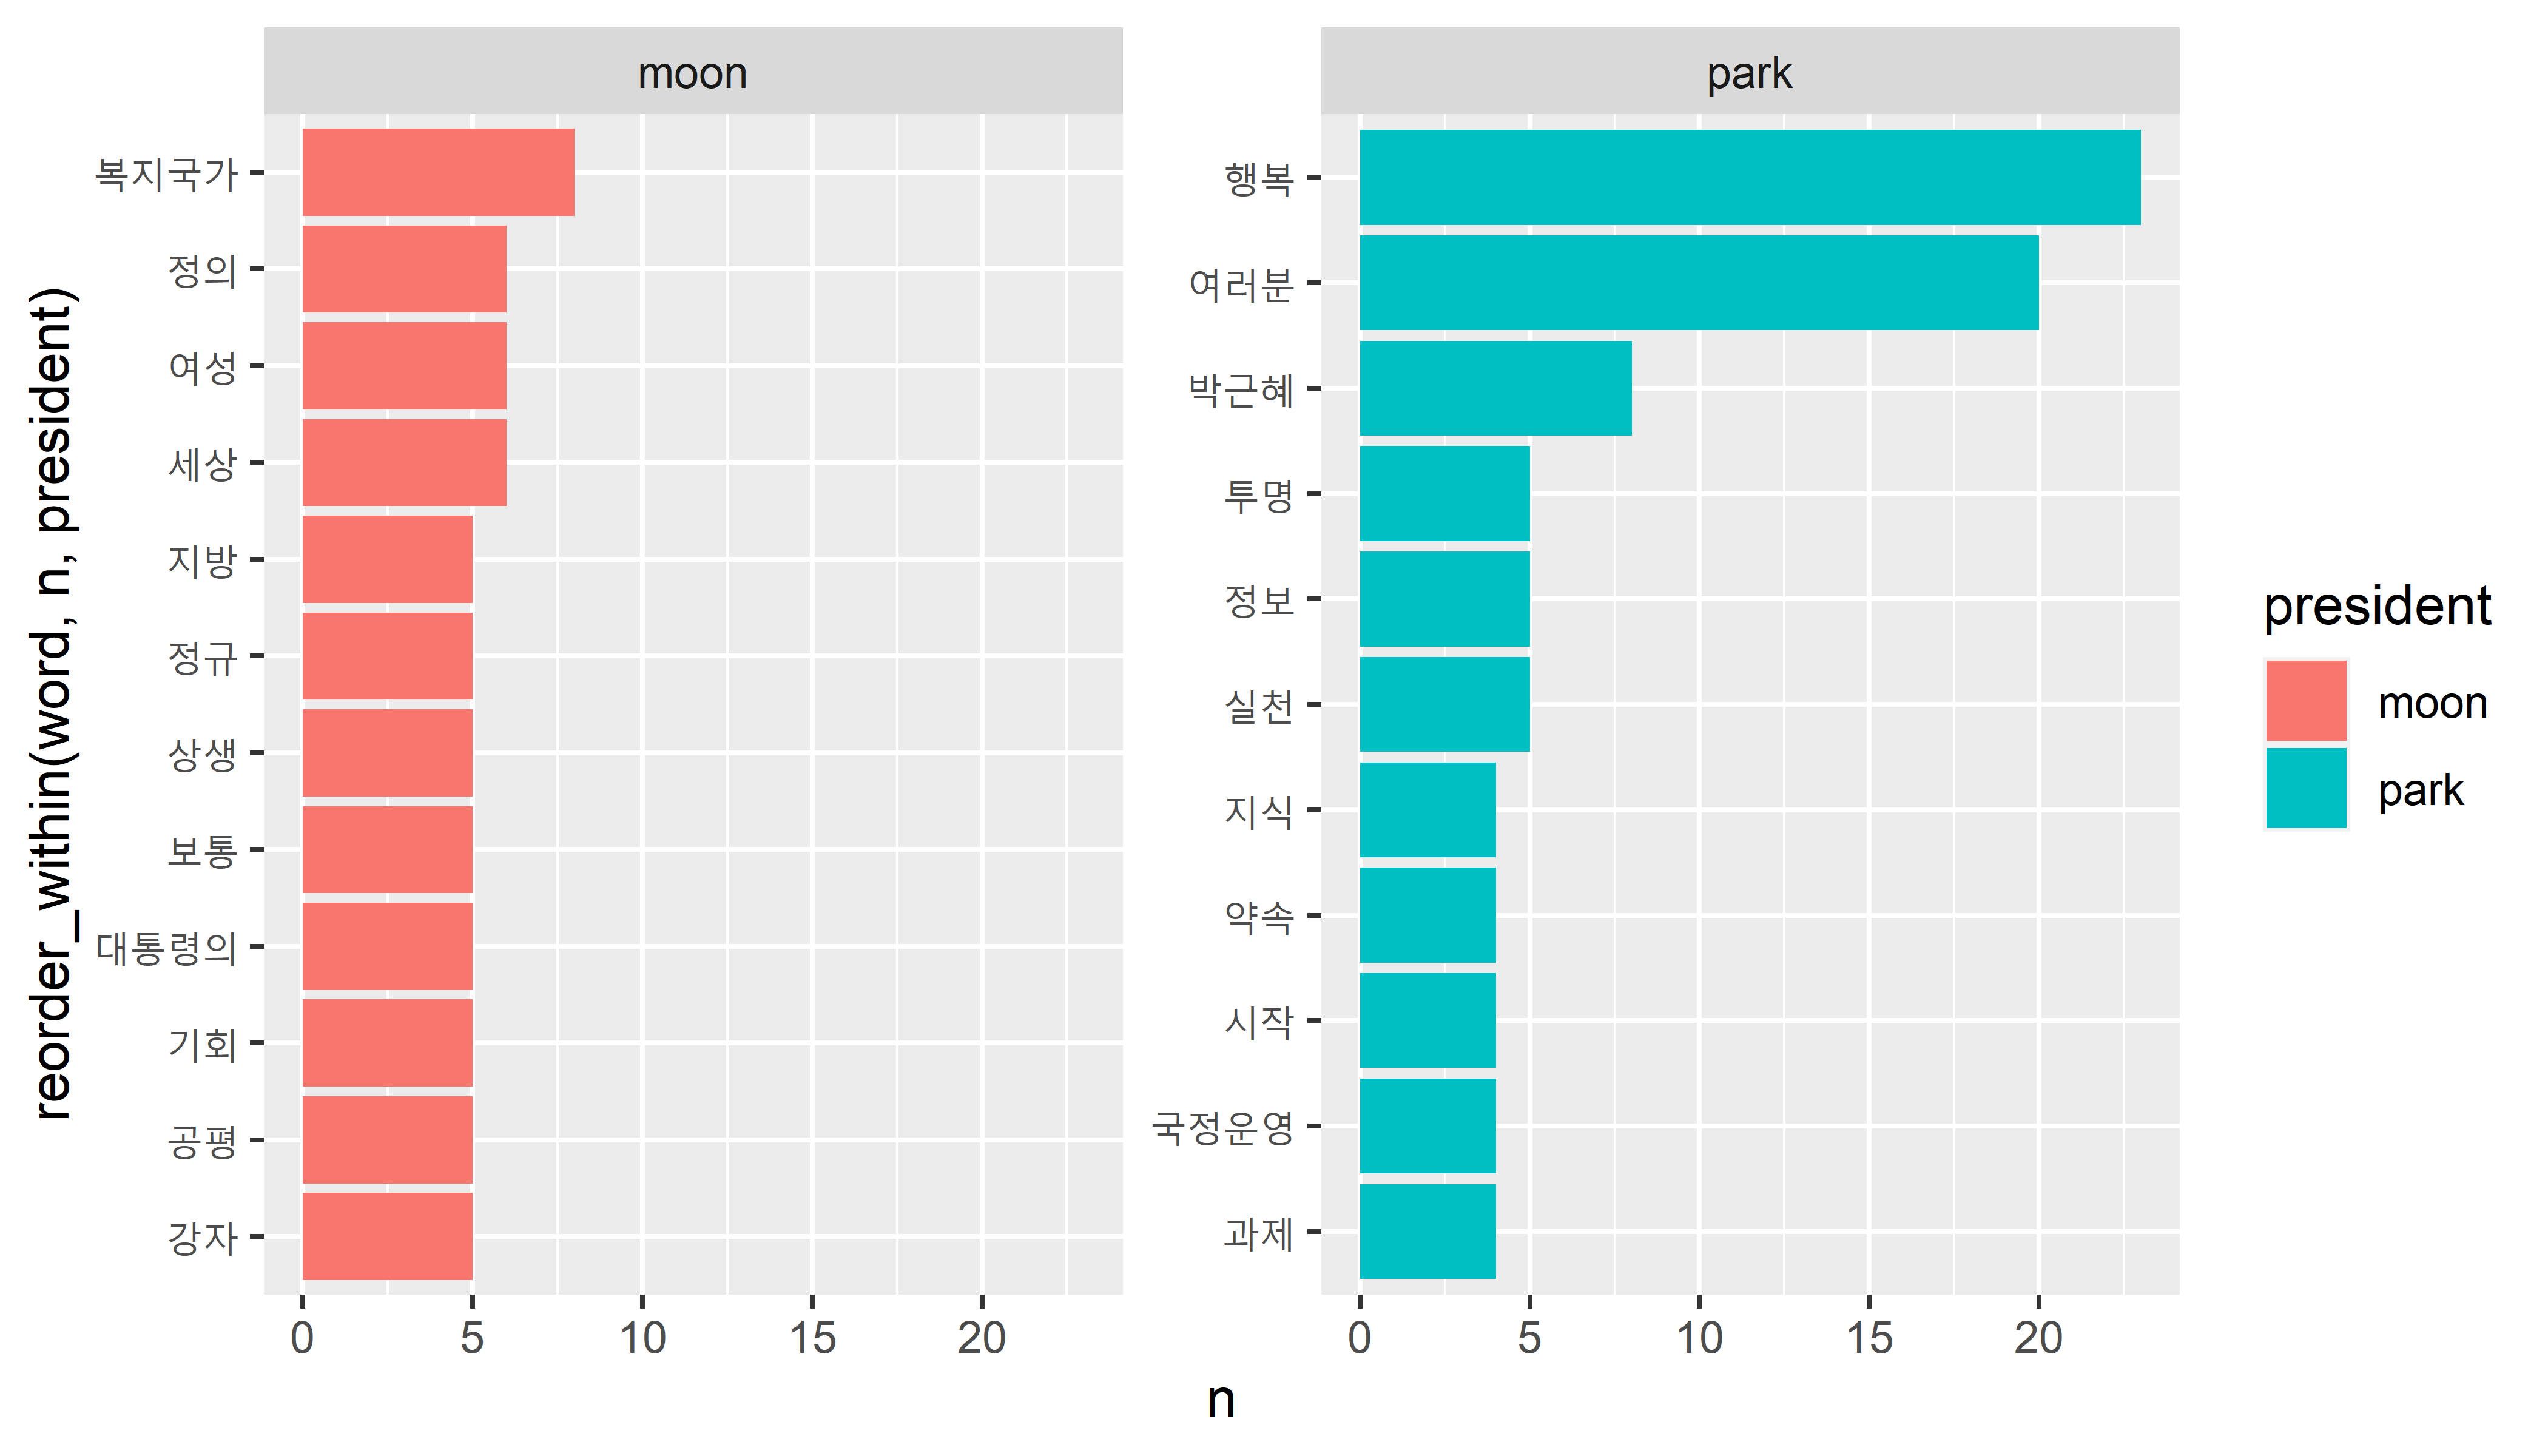 moon
park
reorder_within(word, n, president)
복지국가
정의
여성
세상
지방
정규
상생
보통
대통령의
기회
공평
강자
0 5 10 15 20
행복
여러분
박근혜
투명
정보
실천
지식
약속
시작
국정운영
과제
0 5 10 15 20
n
president
moon
park